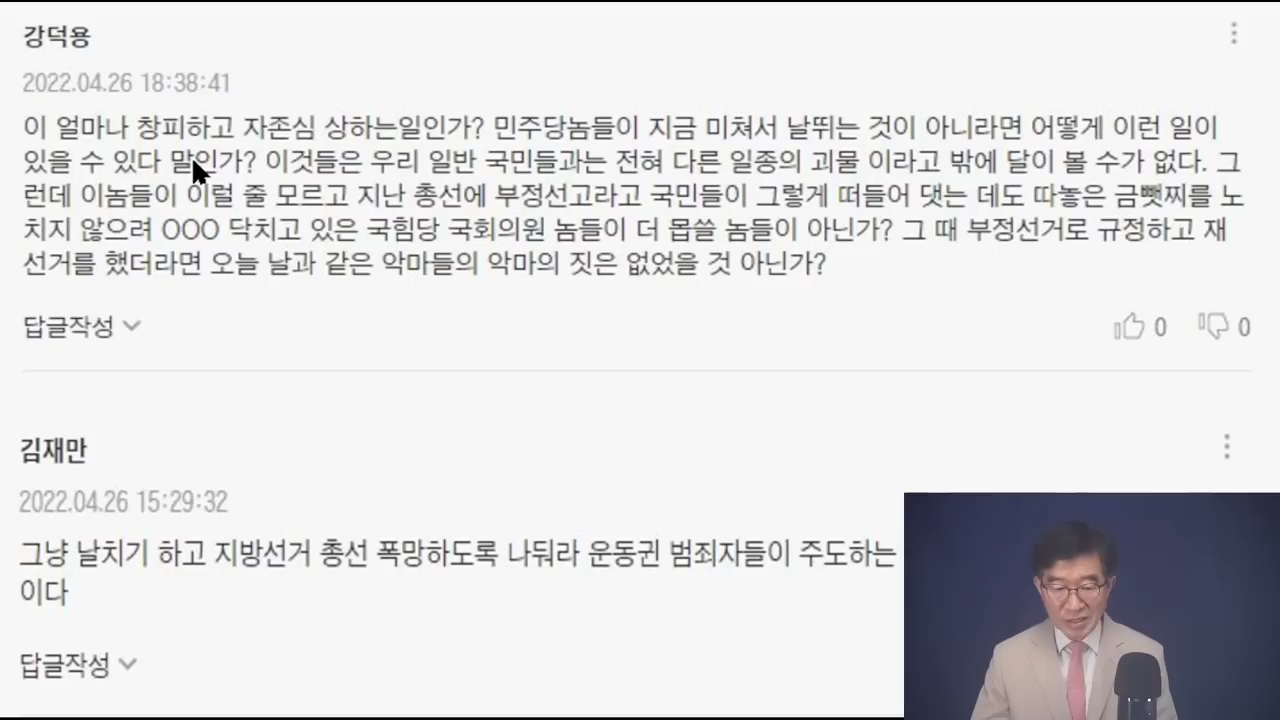 강덕용
2022.04.26 18:38:41
이 얼마나 창피하고 자존심 상하는일인가? 민주당놈들이 지금 미쳐서 날뛰는 것이 아니라면 어떻게 이런 일이
있을 수 있다 말인가? 이것들은 우리 일반 국민들과는 전혀 다른 일종의 괴물 이라고 밖에 달이 볼 수가 없다. 그
런데 이놈들이 이럴 줄 모르고 지난 총선에 부정선고라고 국민들이 그렇게 떠들어 댓는 데도 따놓은 금뺏찌를 노
치지 않으려 OOO 닥치고 있은 국힘당 국회의원 놈들이 더 몹쓸 놈들이 아닌가? 그 때 부정선거로 규정하고 재
선거를 했더라면 오늘 날과 같은 악마들의 악마의 짓은 없었을 것 아닌가?
답글작성
0 0
김재만
2022.04.26 15:29:32
그냥 날치기 하고 지방선거 총선 폭망하도록 나둬라 운동권 범죄자들이 주도하는
이다
답글작성